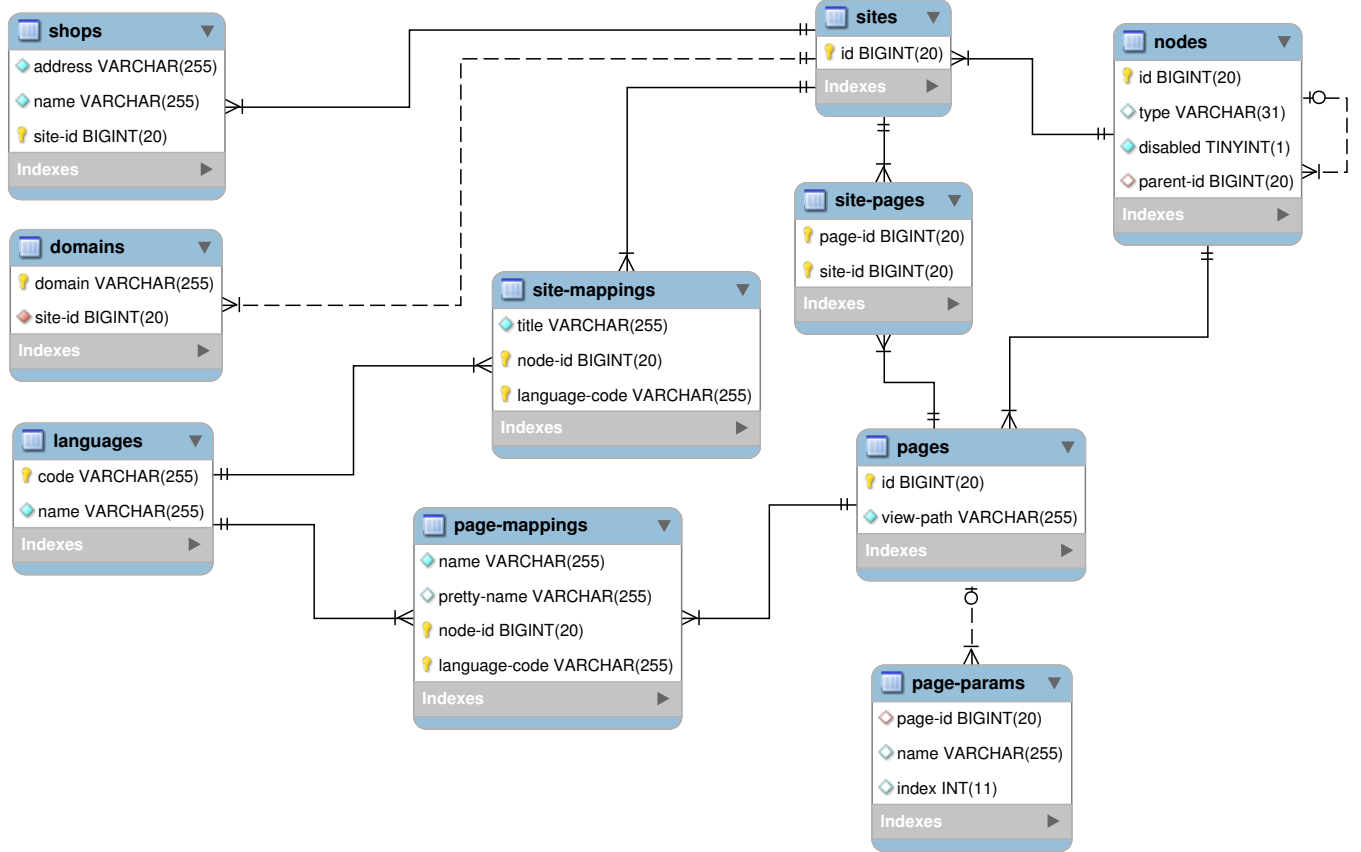 shops
address VARCHAR(255)
name VARCHAR(255)
site-id BIGINT(20)
Indexes
sites
id BIGINT(20)
Indexes
nodes
id BIGINT(20)
type VARCHAR(31)
disabled TINYINT(1)
parent-id BIGINT(20)
Indexes
site-pages
page-id BIGINT(20)
site-id BIGINT(20)
Indexes
domains
domain VARCHAR(255)
site-id BIGINT(20)
Indexes
site-mappings
title VARCHAR(255)
node-id BIGINT(20)
language-code VARCHAR(255)
Indexes
languages
code VARCHAR(255)
name VARCHAR(255)
Indexes
pages
id BIGINT(20)
view-path VARCHAR(255)
Indexes
page-mappings
name VARCHAR(255)
pretty-name VARCHAR(255)
node-id BIGINT(20)
language-code VARCHAR(255)
Indexes
page-params
page-id BIGINT(20)
name VARCHAR(255)
index INT(11)
Indexes